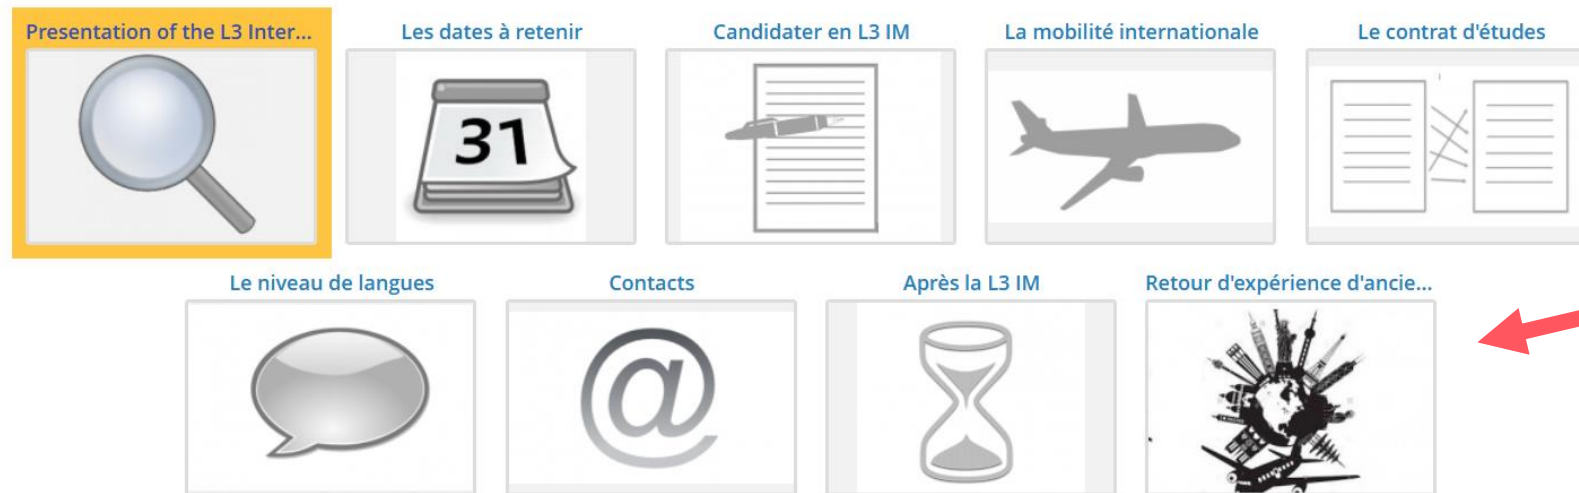 Presentation of the L3 Inter...
Les dates à retenir
Candidater en L3 IM
La mobilité internationale
Le contrat d'études
31
Le niveau de langues
Contacts
Après la L3 IM
Retour d'expérience d'ancie...
@